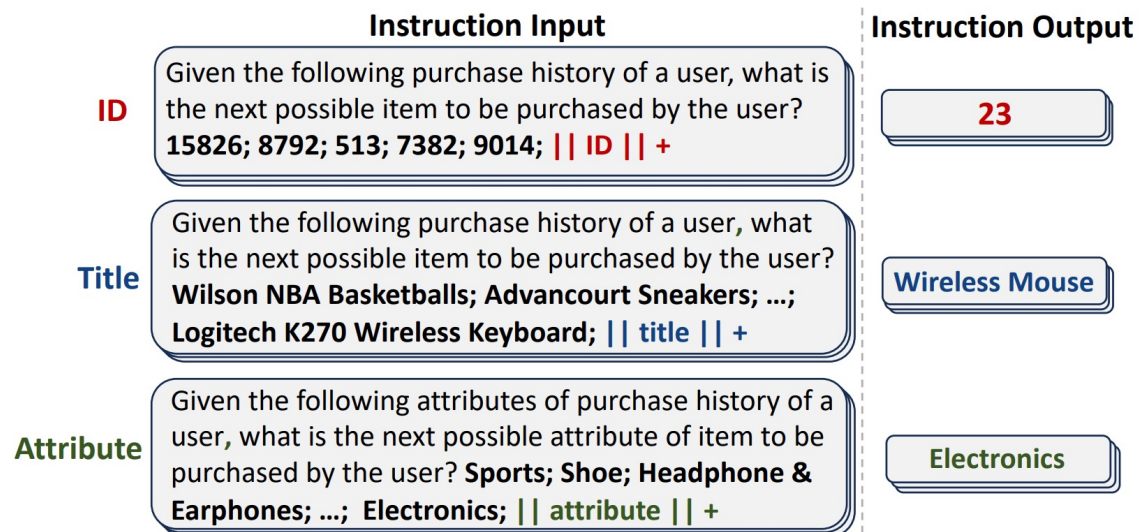 Instruction Input
Instruction Output
ID
Given the following purchase history of a user, what is
the next possible item to be purchased by the user?
15826; 8792; 513; 7382; 9014; || ID || +
23
Title
Given the following purchase history of a user, what
is the next possible item to be purchased by the user?
Wilson NBA Basketballs; Advancourt Sneakers; ...;
Logitech K270 Wireless Keyboard; || title || +
Wireless Mouse
Attribute
Given the following attributes of purchase history of a
user, what is the next possible attribute of item to be
purchased by the user? Sports; Shoe; Headphone &
Earphones; ...; Electronics; || attribute || +
Electronics